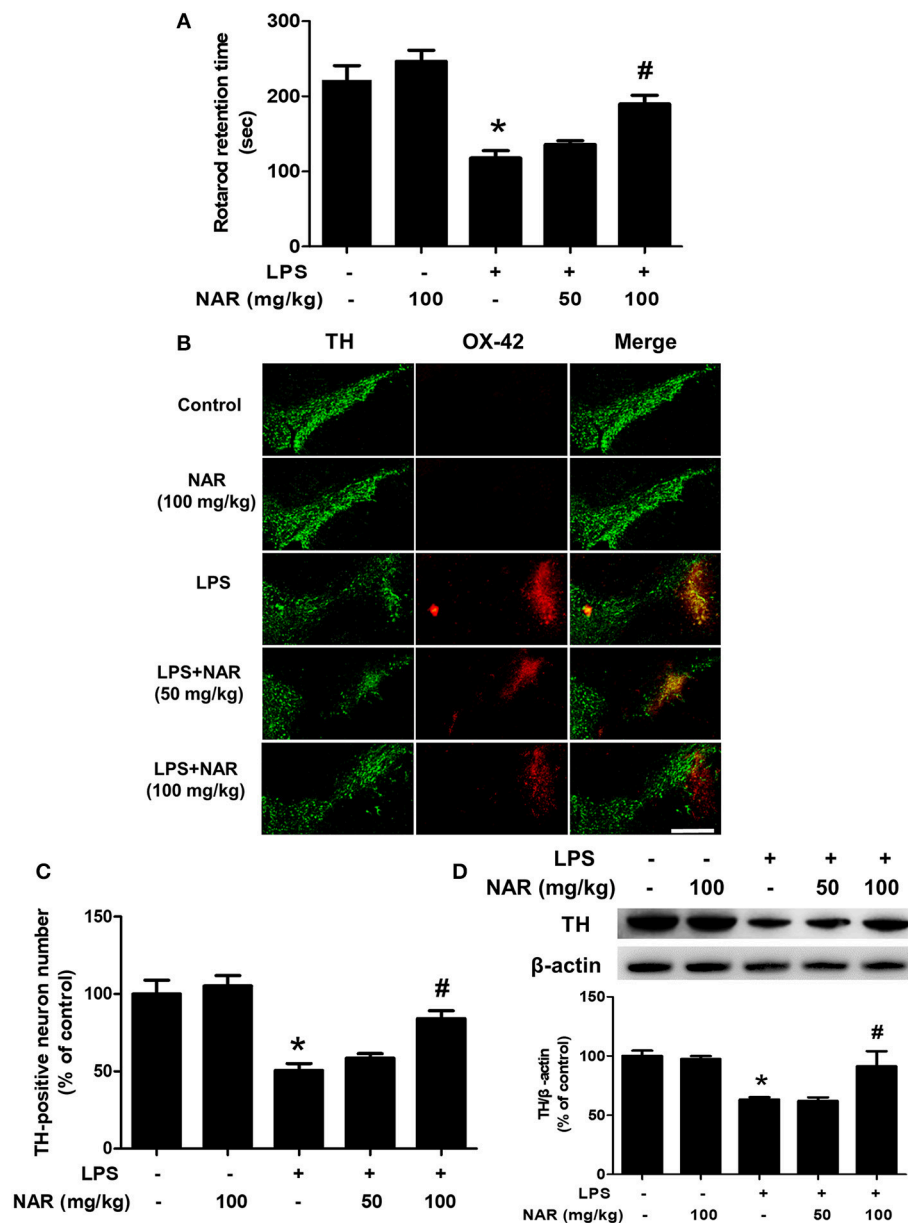 A
Rotarod retention time
(sec)
300
200
100
0
*
#
LPS - - + + +
NAR (mg/kg) - 100 - 50 100
B
TH OX-42 Merge
Control
NAR
(100 mg/kg)
LPS
LPS+NAR
(50 mg/kg)
LPS+NAR
(100 mg/kg)
C
TH-positive neuron number
(% of control)
150
100
50
0
*
#
LPS - - + + +
NAR (mg/kg) - 100 - 50 100
D
LPS - - + + +
NAR (mg/kg) - 100 - 50 100
TH
β-actin
TH/β-actin
(% of control)
150
100
50
0
*
#
LPS - - + + +
NAR (mg/kg) - 100 - 50 100